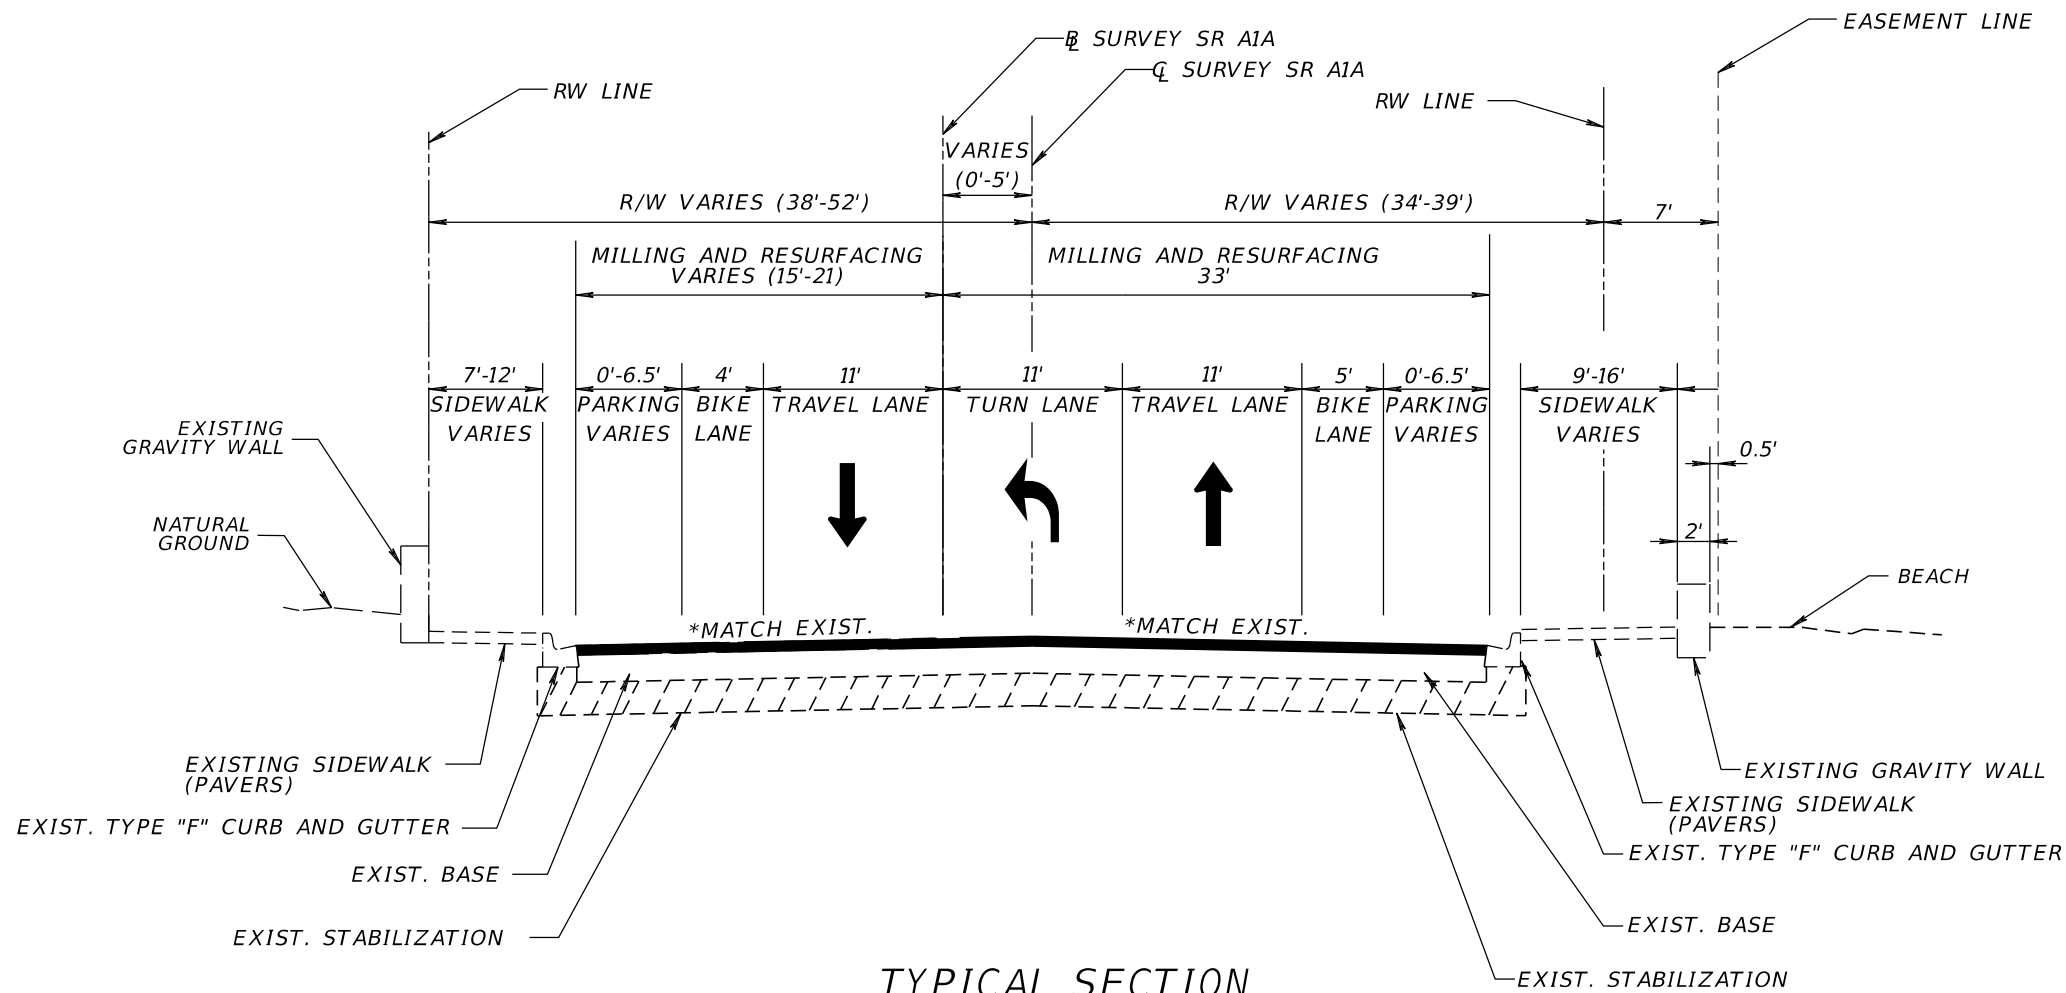 EASEMENT LINE
B̲L SURVEY SR A1A
CL SURVEY SR A1A
RW LINE
RW LINE
VARIES
(0'-5')
R/W VARIES (38'-52')
R/W VARIES (34'-39')
7'
MILLING AND RESURFACING
VARIES (15'-21)
MILLING AND RESURFACING
33'
7'-12'
0'-6.5'
4'
11'
11'
11'
5'
0'-6.5'
9'-16'
SIDEWALK
VARIES
PARKING
VARIES
BIKE
LANE
TRAVEL LANE
TURN LANE
TRAVEL LANE
BIKE
LANE
PARKING
VARIES
SIDEWALK
VARIES
0.5'
2'
EXISTING
GRAVITY WALL
NATURAL
GROUND
BEACH
*MATCH EXIST.
*MATCH EXIST.
EXISTING SIDEWALK
(PAVERS)
EXIST. TYPE "F" CURB AND GUTTER
EXIST. BASE
EXIST. STABILIZATION
EXISTING GRAVITY WALL
EXISTING SIDEWALK
(PAVERS)
EXIST. TYPE "F" CURB AND GUTTER
EXIST. BASE
EXIST. STABILIZATION
TYPICAL SECTION